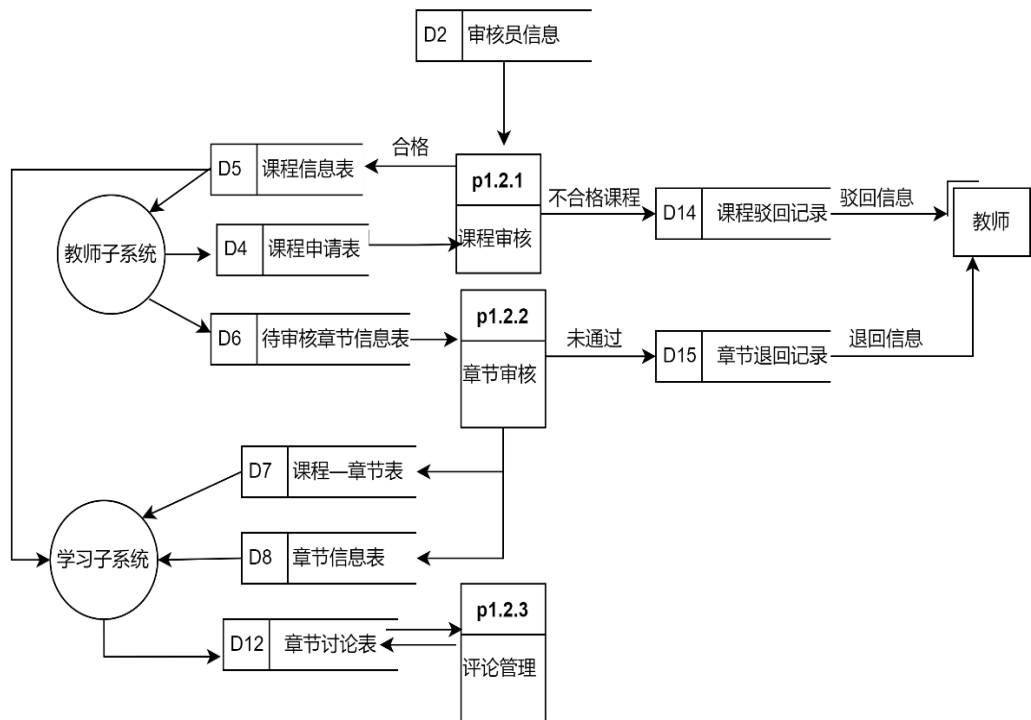 D2 审核员信息
合格
D5 课程信息表
p1.2.1
课程审核
不合格课程
D14 课程驳回记录
驳回信息
教师
教师子系统
D4 课程申请表
D6 待审核章节信息表
p1.2.2
章节审核
未通过
D15 章节退回记录
退回信息
D7 课程—章节表
学习子系统
D8 章节信息表
D12 章节讨论表
p1.2.3
评论管理